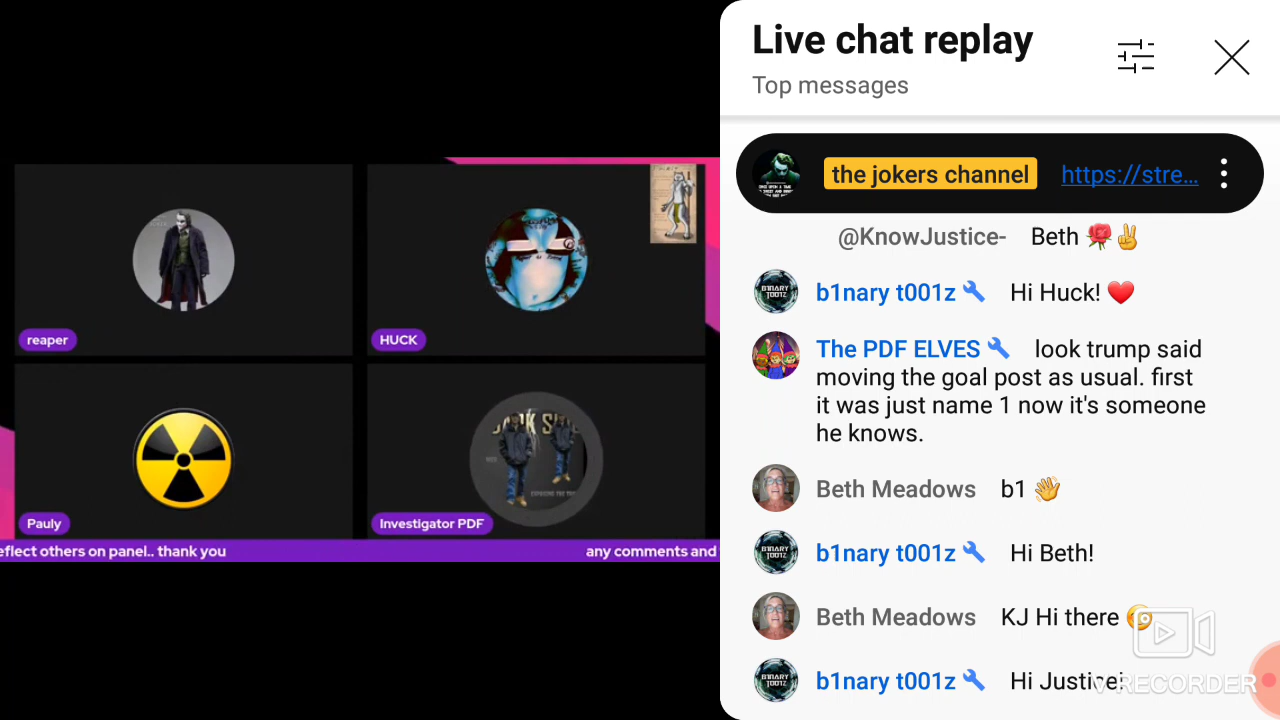 Live chat replay
Top messages
the jokers channel https://stre...
@KnowJustice- Beth 🌹✌️
b1nary t001z Hi Huck! ❤️
The PDF ELVES look trump said
moving the goal post as usual. first
it was just name 1 now it's someone
he knows.
Beth Meadows b1 👋
b1nary t001z Hi Beth!
Beth Meadows KJ Hi there
b1nary t001z Hi Justice!
reaper
HUCK
Pauly
Investigator PDF
eflect others on panel.. thank you
any comments and
B1NARY
T001Z
V RECORDER